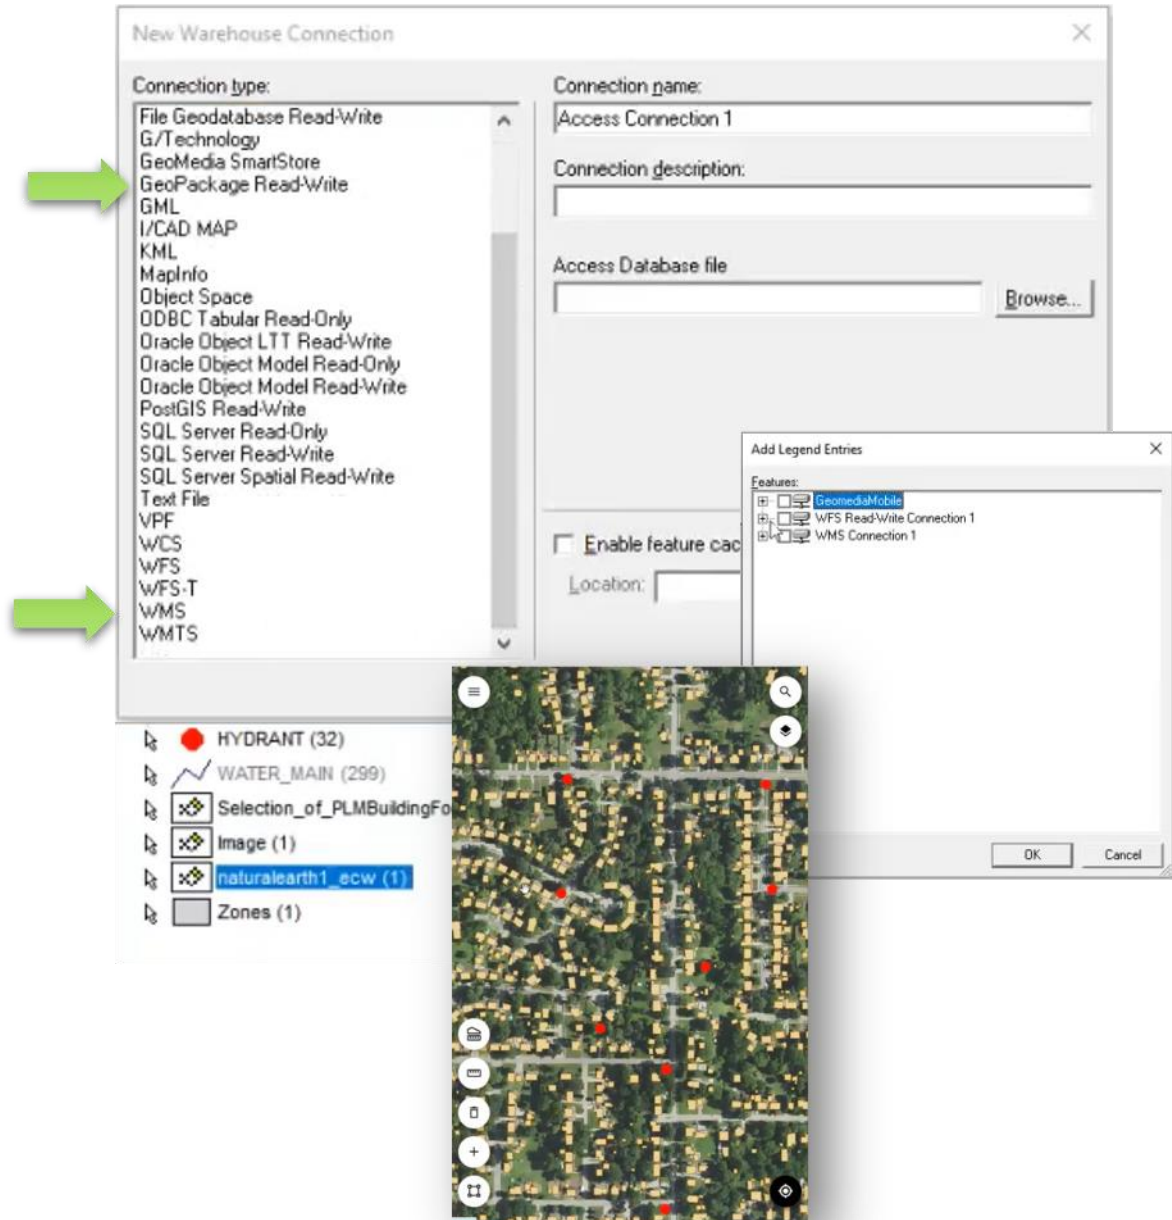 New Warehouse Connection
Connection type:
File Geodatabase Read-Write
G/Technology
GeoMedia SmartStore
GeoPackage Read-Write
GML
I/CAD MAP
KML
MapInfo
Object Space
ODBC Tabular Read-Only
Oracle Object LTT Read-Write
Oracle Object Model Read-Only
Oracle Object Model Read-Write
PostGIS Read-Write
SQL Server Read-Only
SQL Server Read-Write
SQL Server Spatial Read-Write
Text File
VPF
WCS
WFS
WFS-T
WMS
WMTS
Connection name:
Access Connection 1
Connection description:
Access Database file
Browse...
Enable feature cac
Location:
Add Legend Entries
Features:
GeomediaMobile
WFS Read-Write Connection 1
WMS Connection 1
OK
Cancel
HYDRANT (32)
WATER_MAIN (299)
Selection_of_PLMBuildingFo
Image (1)
naturalearth1_ecw (1)
Zones (1)